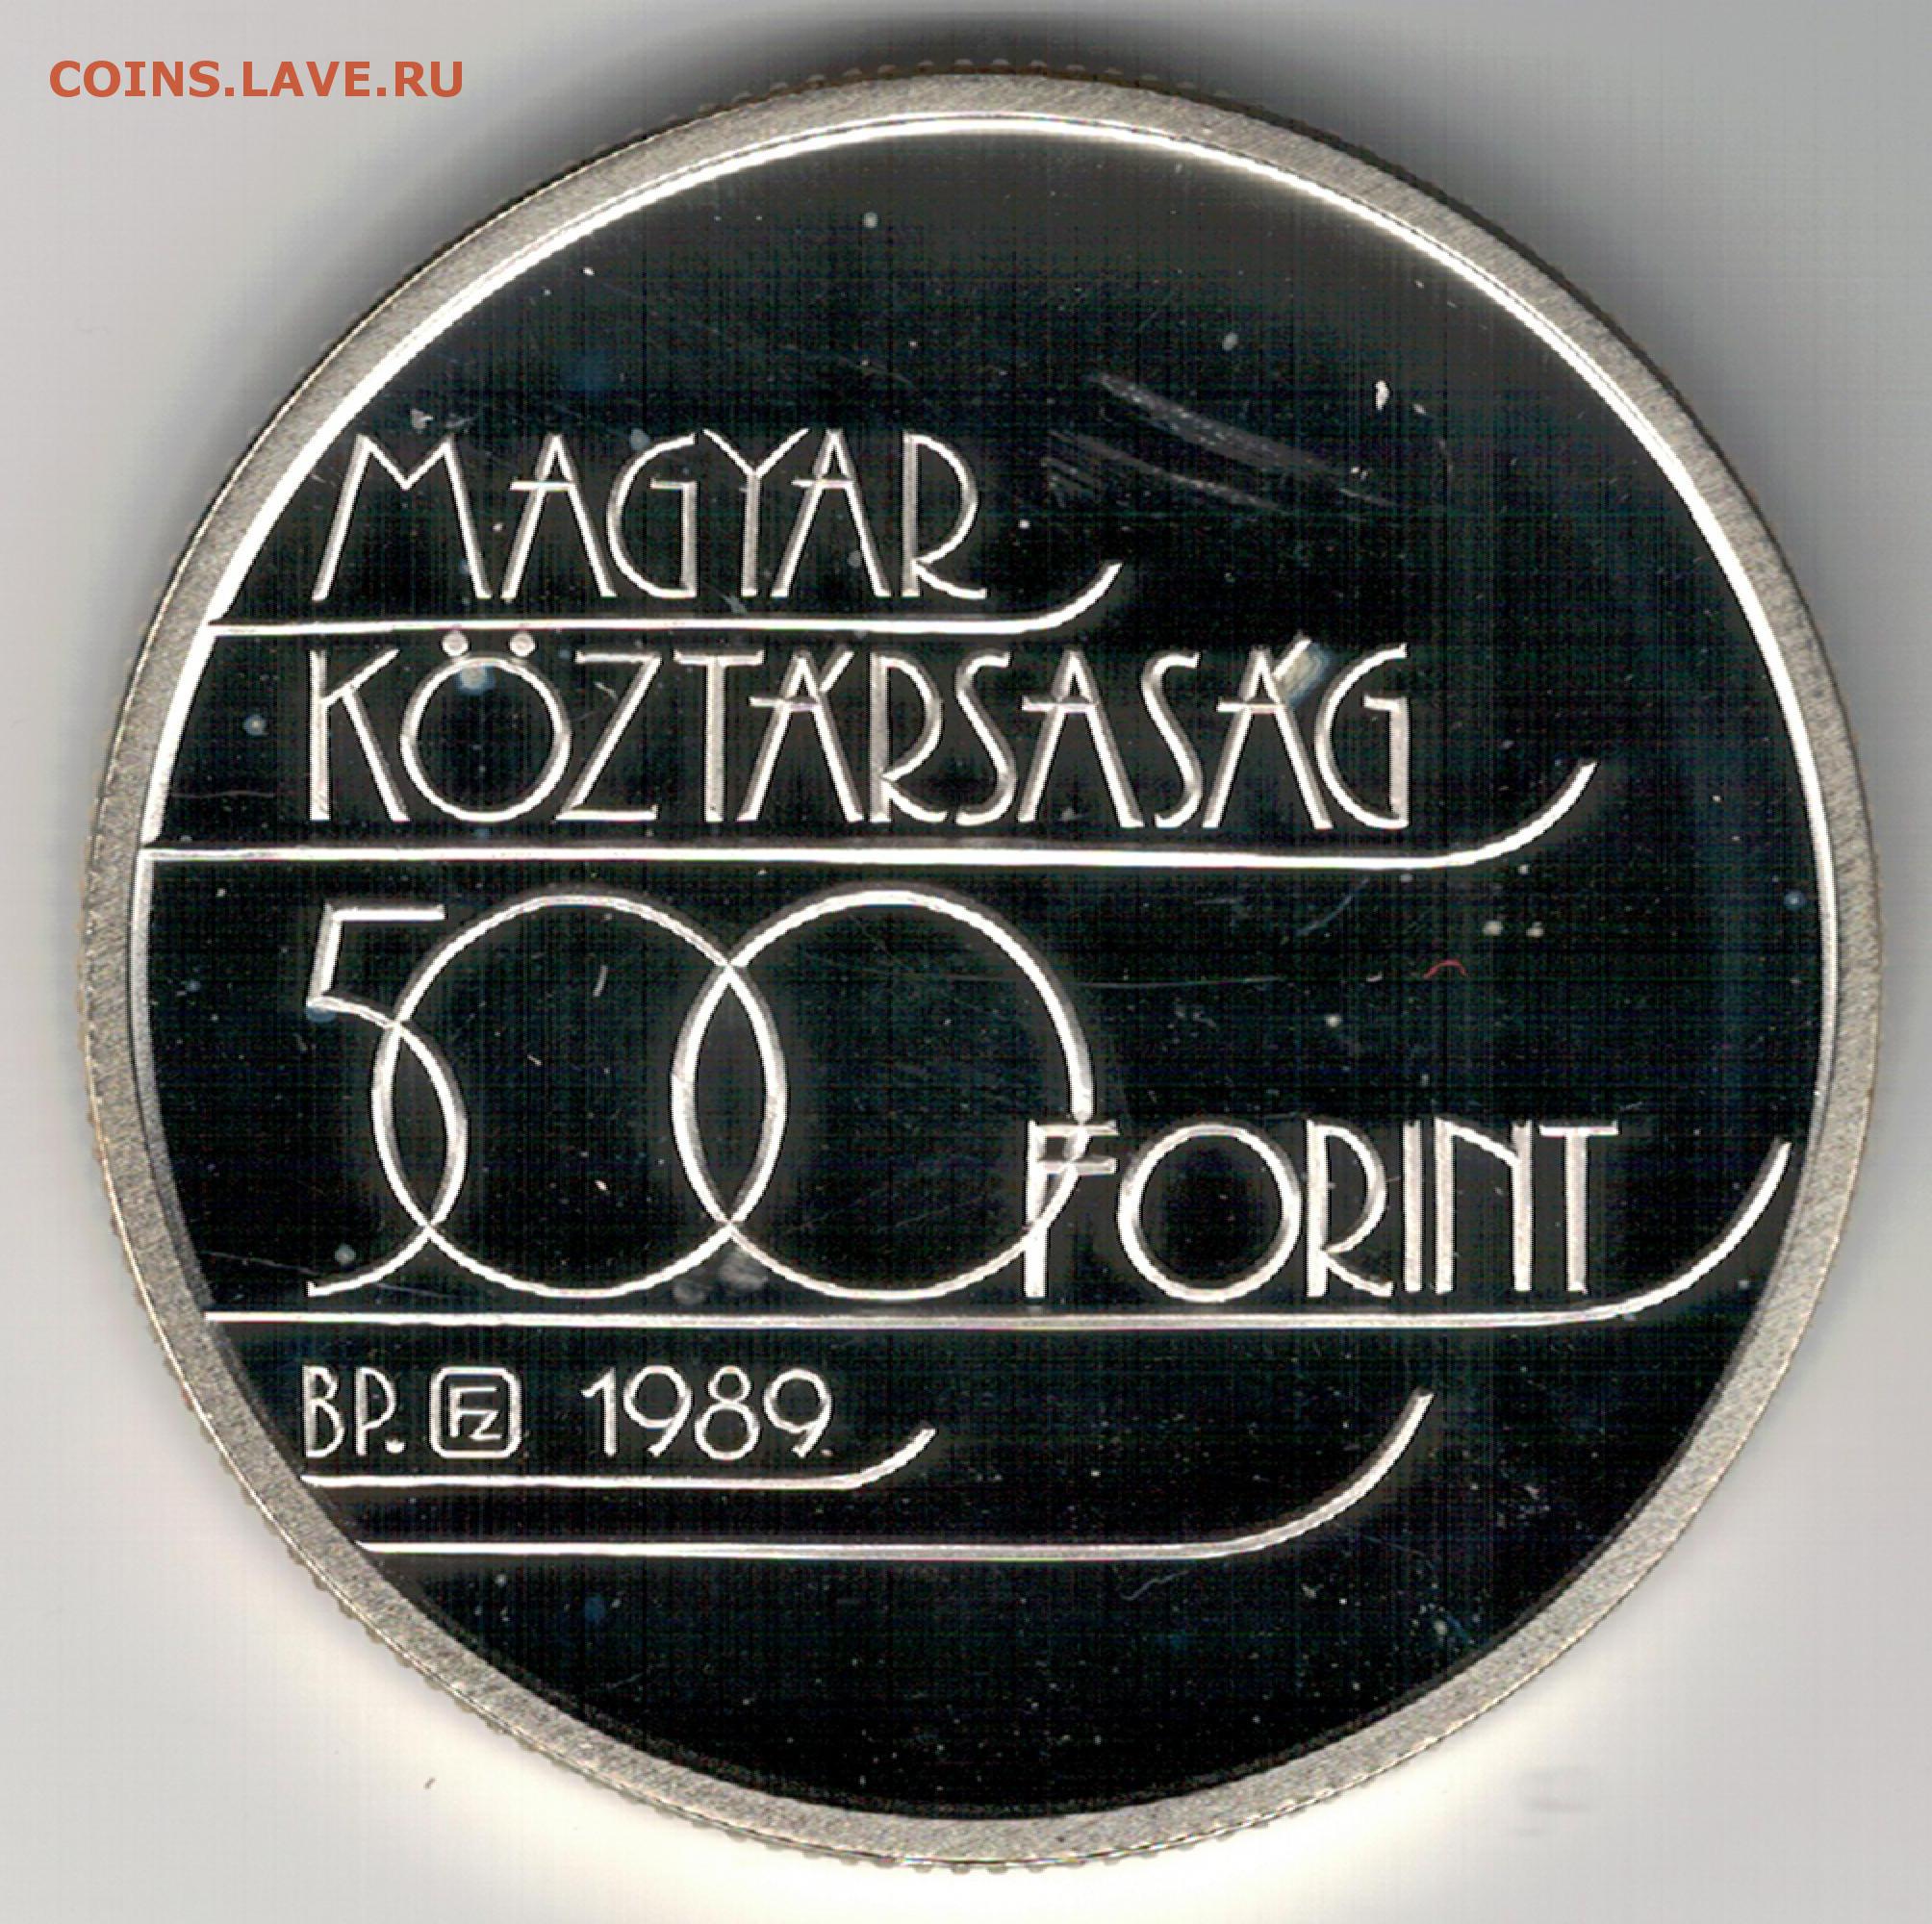 COINS.LAVE.RU
MAGYAR
KÖZTÁRSASÁG
500 FORINT
BP. FZ 1989